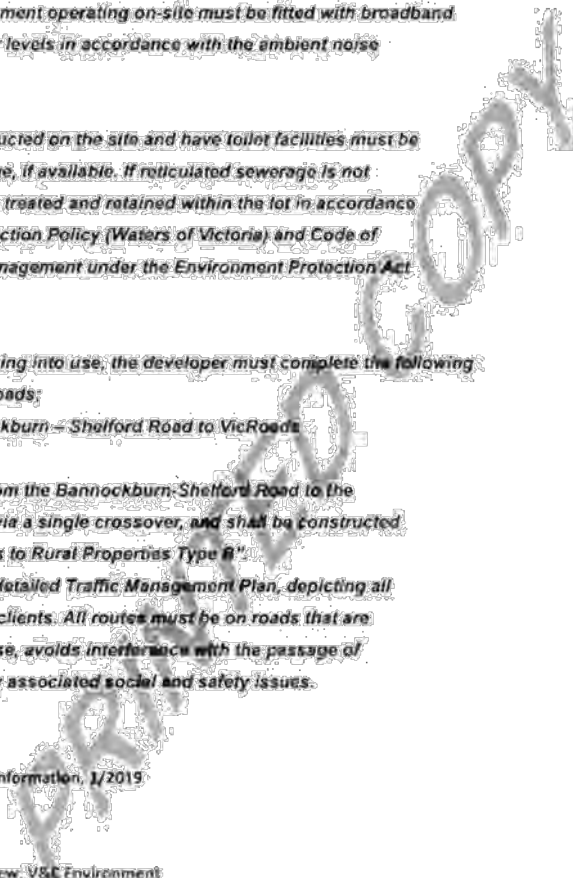 ment operating on-site must be fitted with broadband
levels in accordance with the ambient noise
ucted on the site and have toilet facilities must be
e, if available. If reticulated sewerage is not
treated and retained within the lot in accordance
ction Policy (Waters of Victoria) and Code of
nagement under the Environment Protection Act
ing into use, the developer must complete the following
oads;
kburn – Shelford Road to VicRoads
om the Bannockburn-Shelford Road to the
via a single crossover, and shall be constructed
s to Rural Properties Type B".
detailed Traffic Management Plan, depicting all
clients. All routes must be on roads that are
se, avoids interference with the passage of
associated social and safety issues.
nformation, 1/2019
ew, V&C Environment
PRINTED COPY